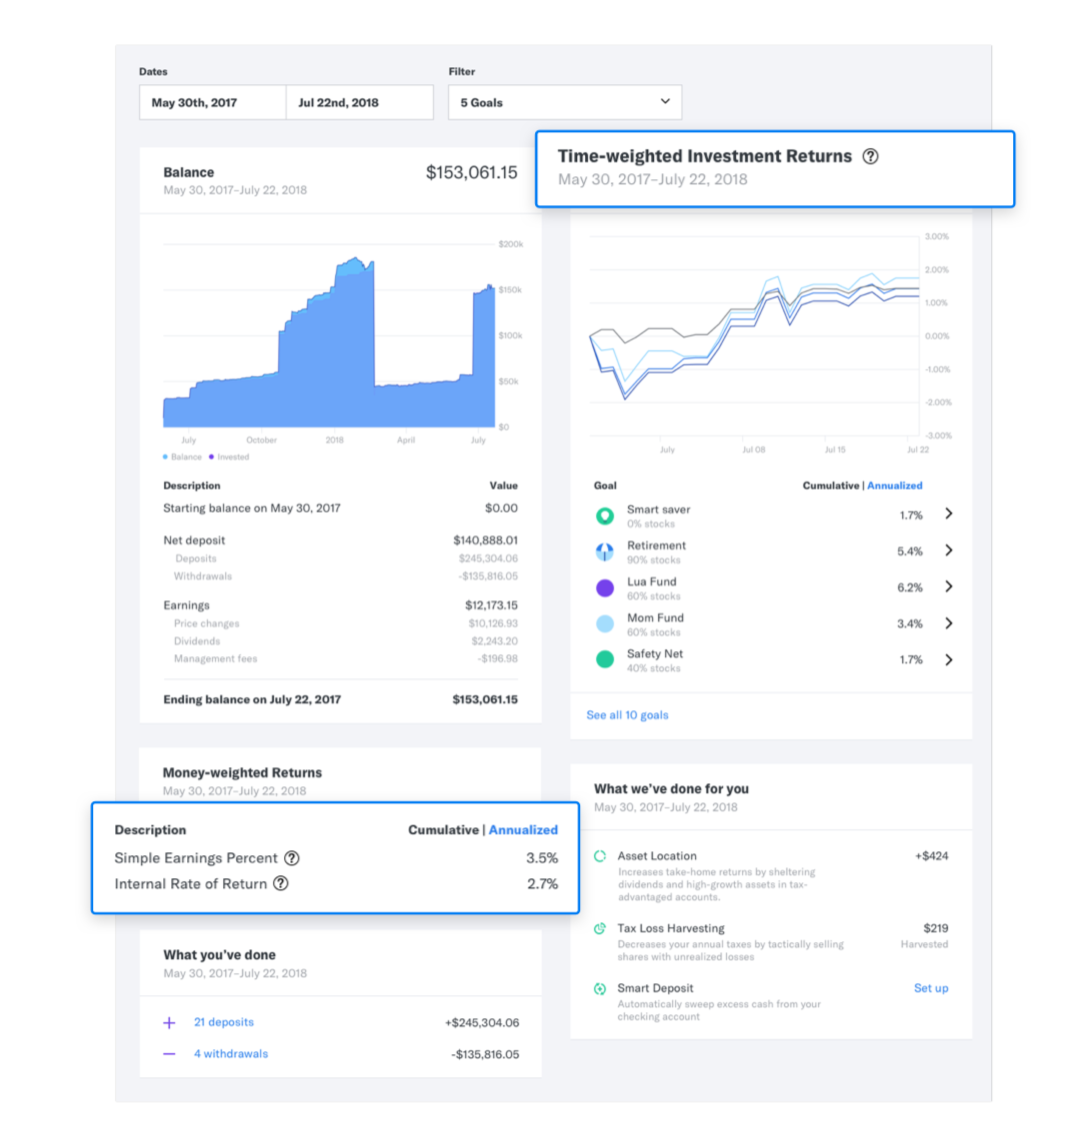 Dates
Filter
May 30th, 2017
Jul 22nd, 2018
5 Goals
Balance
$153,061.15
May 30, 2017–July 22, 2018
Time-weighted Investment Returns ?
May 30, 2017–July 22, 2018
$200k
$150k
$100k
$50k
$0
July October 2018 April July
Balance Invested
Description Value
Starting balance on May 30, 2017 $0.00
Net deposit $140,888.01
Deposits $245,304.06
Withdrawals -$135,816.05
Earnings $12,173.15
Price changes $10,126.93
Dividends $2,243.20
Management fees -$196.98
Ending balance on July 22, 2017 $153,061.15
3.00%
2.00%
1.00%
0.00%
-1.00%
-2.00%
-3.00%
July Jul 08 Jul 15 Jul 22
Goal Cumulative | Annualized
Smart saver 1.7%
0% stocks
Retirement 5.4%
90% stocks
Lua Fund 6.2%
60% stocks
Mom Fund 3.4%
60% stocks
Safety Net 1.7%
40% stocks
See all 10 goals
Money-weighted Returns
May 30, 2017–July 22, 2018
Description Cumulative | Annualized
Simple Earnings Percent ? 3.5%
Internal Rate of Return ? 2.7%
What you've done
May 30, 2017–July 22, 2018
21 deposits +$245,304.06
4 withdrawals -$135,816.05
What we've done for you
May 30, 2017–July 22, 2018
Asset Location +$424
Increases take-home returns by sheltering
dividends and high-growth assets in tax-
advantaged accounts.
Tax Loss Harvesting $219
Decreases your annual taxes by tactically selling Harvested
shares with unrealized losses
Smart Deposit Set up
Automatically sweep excess cash from your
checking account